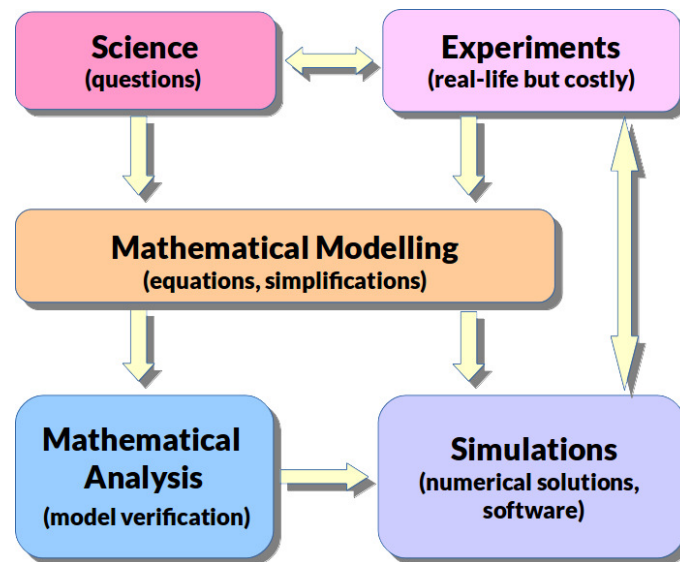 Science
(questions)
Experiments
(real-life but costly)
Mathematical Modelling
(equations, simplifications)
Mathematical
Analysis
(model verification)
Simulations
(numerical solutions,
software)